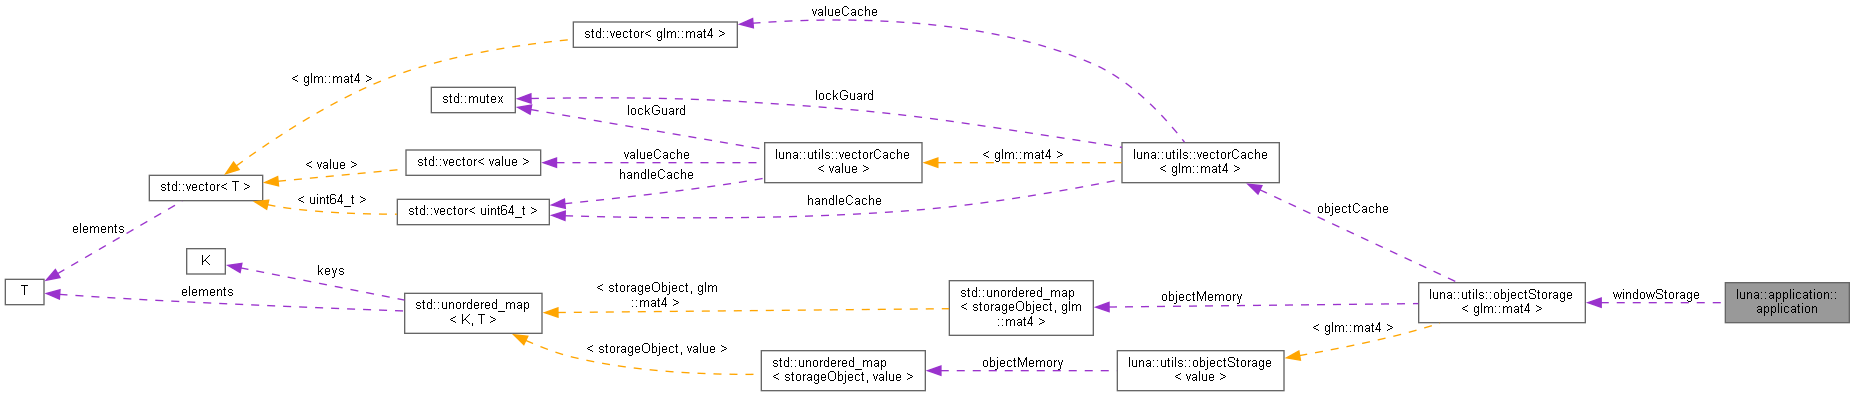 valueCache
std::vector< glm::mat4 >
< glm::mat4 >
std::mutex
lockGuard
lockGuard
std::vector< value >
< value >
valueCache
luna::utils::vectorCache
< value >
< glm::mat4 >
luna::utils::vectorCache
< glm::mat4 >
std::vector< T >
handleCache
< uint64_t >
std::vector< uint64_t >
handleCache
objectCache
elements
K
keys
T
elements
std::unordered_map
< K, T >
< storageObject, glm
::mat4 >
std::unordered_map
< storageObject, glm
::mat4 >
objectMemory
luna::utils::objectStorage
< glm::mat4 >
windowStorage
luna::application::
application
< glm::mat4 >
< storageObject, value >
std::unordered_map
< storageObject, value >
objectMemory
luna::utils::objectStorage
< value >